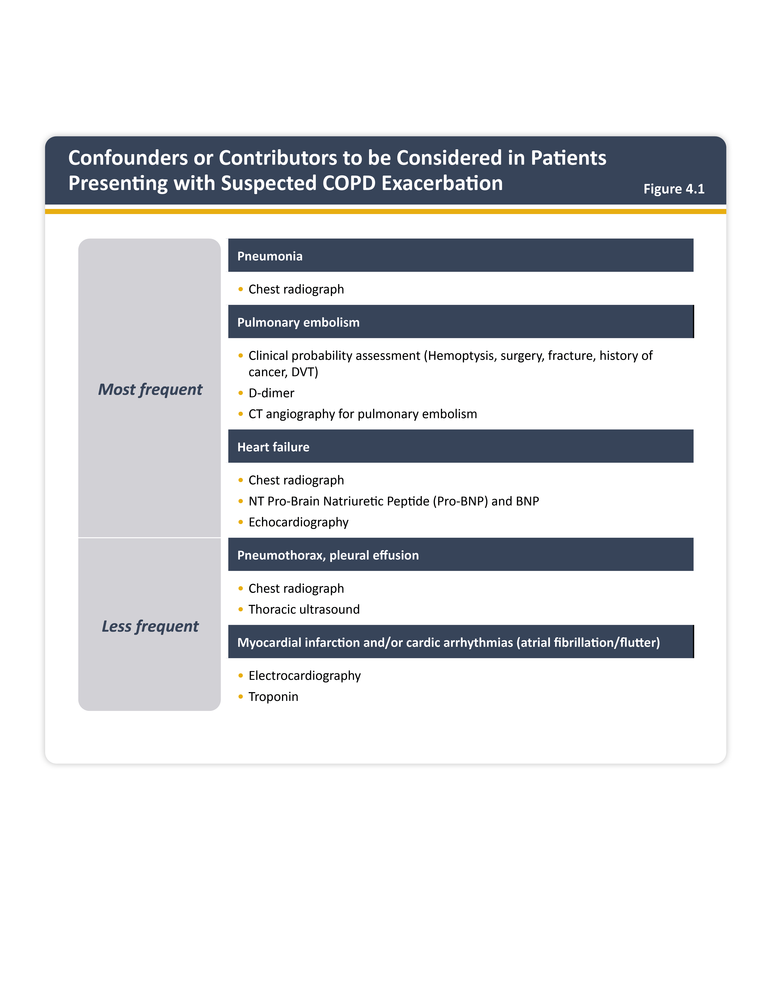 Confounders or Contributors to be Considered in Patients
Presenting with Suspected COPD Exacerbation
Figure 4.1
Most frequent
Pneumonia
• Chest radiograph
Pulmonary embolism
• Clinical probability assessment (Hemoptysis, surgery, fracture, history of
cancer, DVT)
• D-dimer
• CT angiography for pulmonary embolism
Heart failure
• Chest radiograph
• NT Pro-Brain Natriuretic Peptide (Pro-BNP) and BNP
• Echocardiography
Less frequent
Pneumothorax, pleural effusion
• Chest radiograph
• Thoracic ultrasound
Myocardial infarction and/or cardic arrhythmias (atrial fibrillation/flutter)
• Electrocardiography
• Troponin